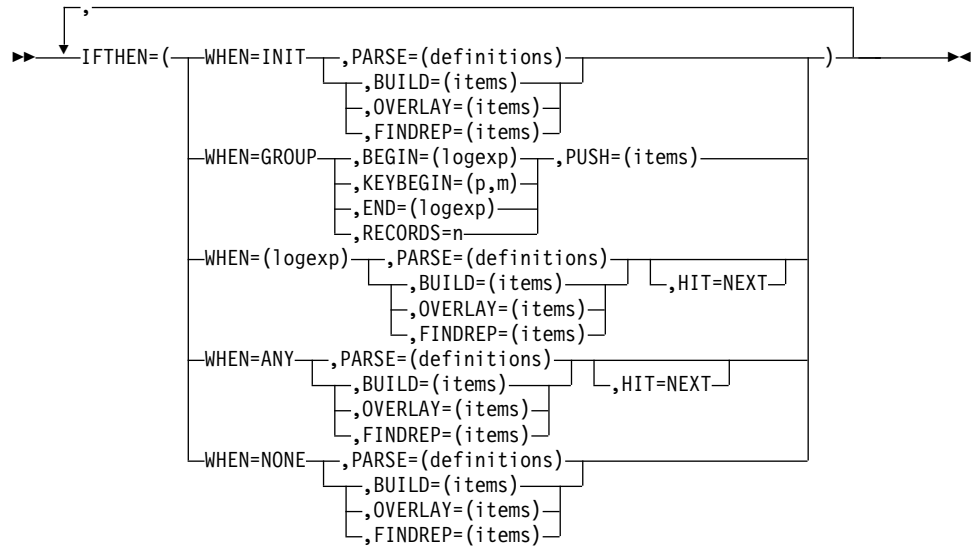 ,
IFTHEN=( WHEN=INIT ,PARSE=(definitions) )
,BUILD=(items)
,OVERLAY=(items)
,FINDREP=(items)
WHEN=GROUP ,BEGIN=(logexp) ,PUSH=(items)
,KEYBEGIN=(p,m)
,END=(logexp)
,RECORDS=n
WHEN=(logexp) ,PARSE=(definitions)
,BUILD=(items) ,HIT=NEXT
,OVERLAY=(items)
,FINDREP=(items)
WHEN=ANY ,PARSE=(definitions)
,BUILD=(items) ,HIT=NEXT
,OVERLAY=(items)
,FINDREP=(items)
WHEN=NONE ,PARSE=(definitions)
,BUILD=(items)
,OVERLAY=(items)
,FINDREP=(items)